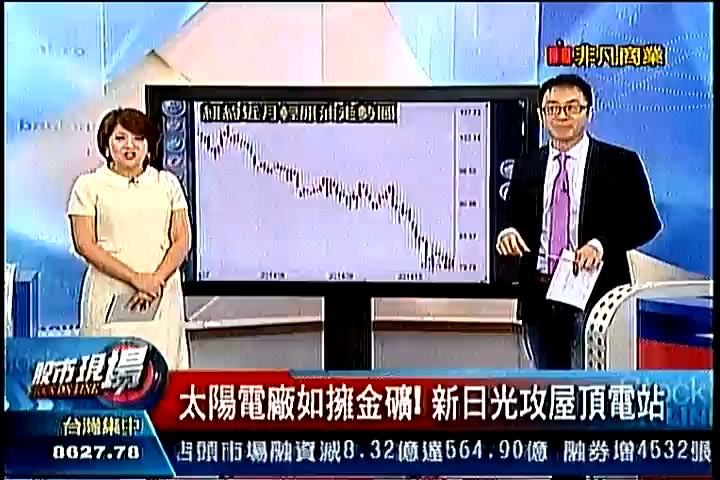 非凡商業
紐約近月輕原油走勢圖
股市現場
太陽電廠如擁金礦! 新日光攻屋頂電站
台灣集中
8627.78
占頭市場融資減8.32億達564.90億 融券增4532張